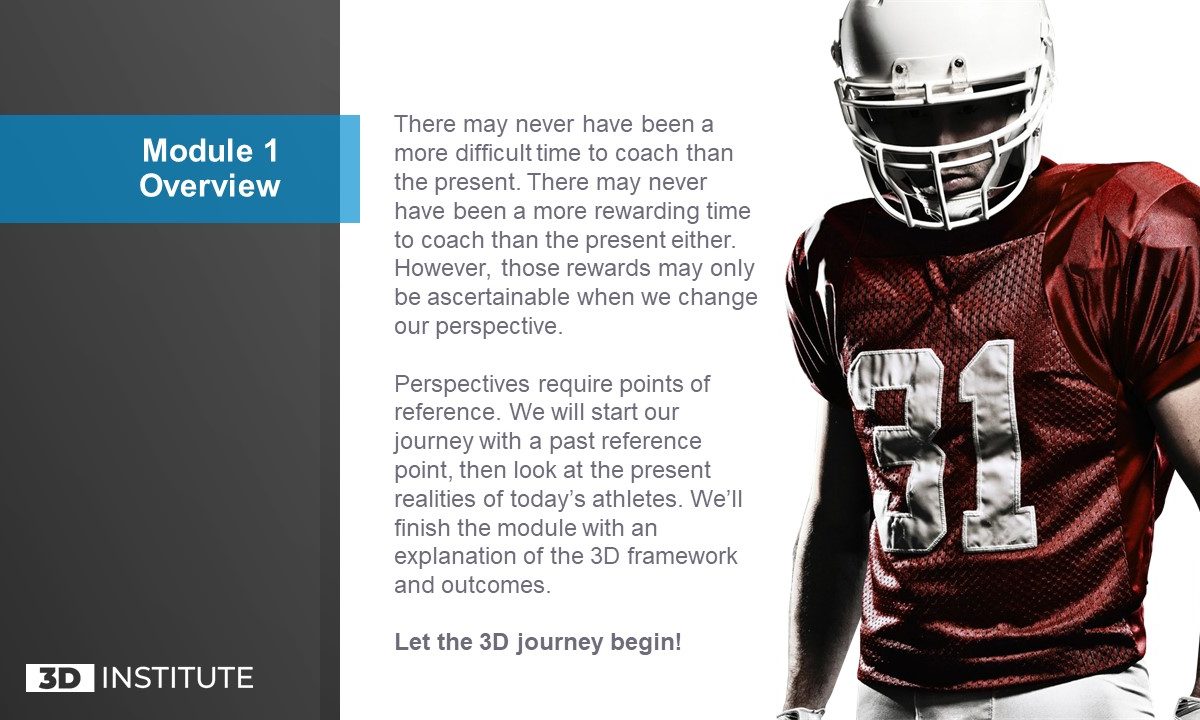 Module 1
Overview
There may never have been a
more difficult time to coach than
the present. There may never
have been a more rewarding time
to coach than the present either.
However, those rewards may only
be ascertainable when we change
our perspective.
Perspectives require points of
reference. We will start our
journey with a past reference
point, then look at the present
realities of today’s athletes. We’ll
finish the module with an
explanation of the 3D framework
and outcomes.
Let the 3D journey begin!
31
3D INSTITUTE